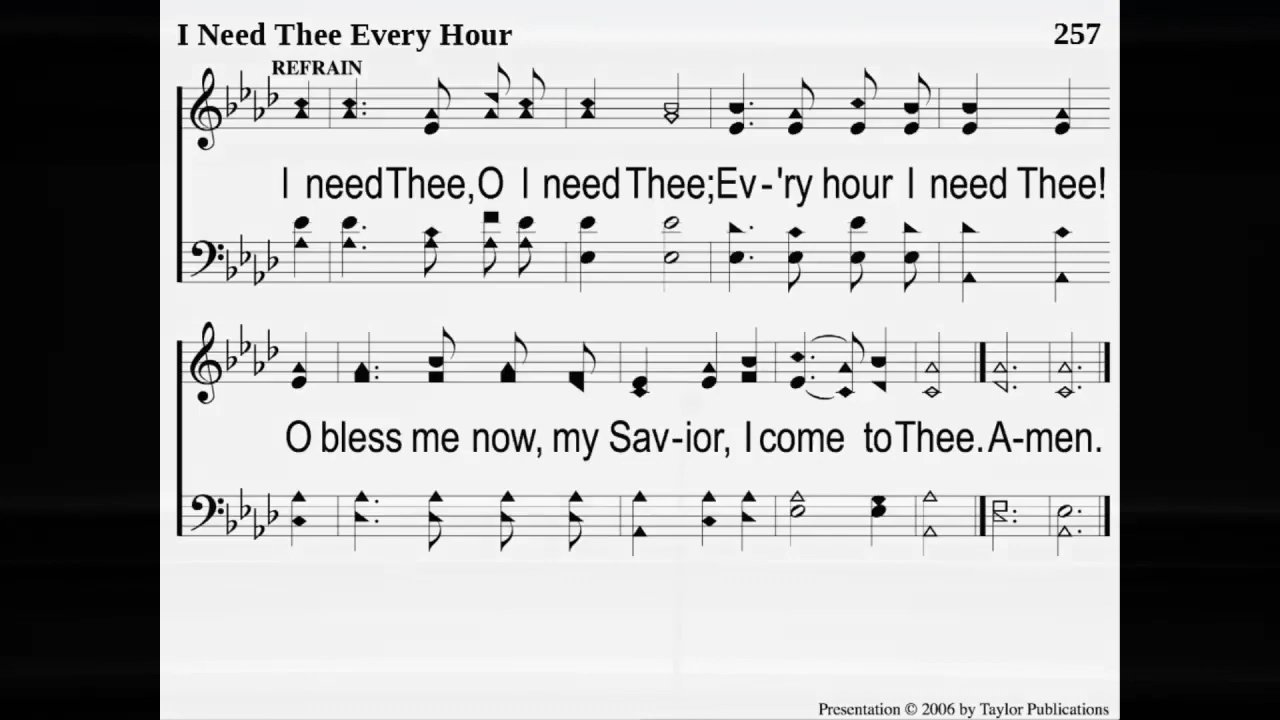 I Need Thee Every Hour 257
REFRAIN
I need Thee, O I need Thee; Ev-'ry hour I need Thee!
O bless me now, my Sav-ior, I come to Thee. A-men.
Presentation © 2006 by Taylor Publications